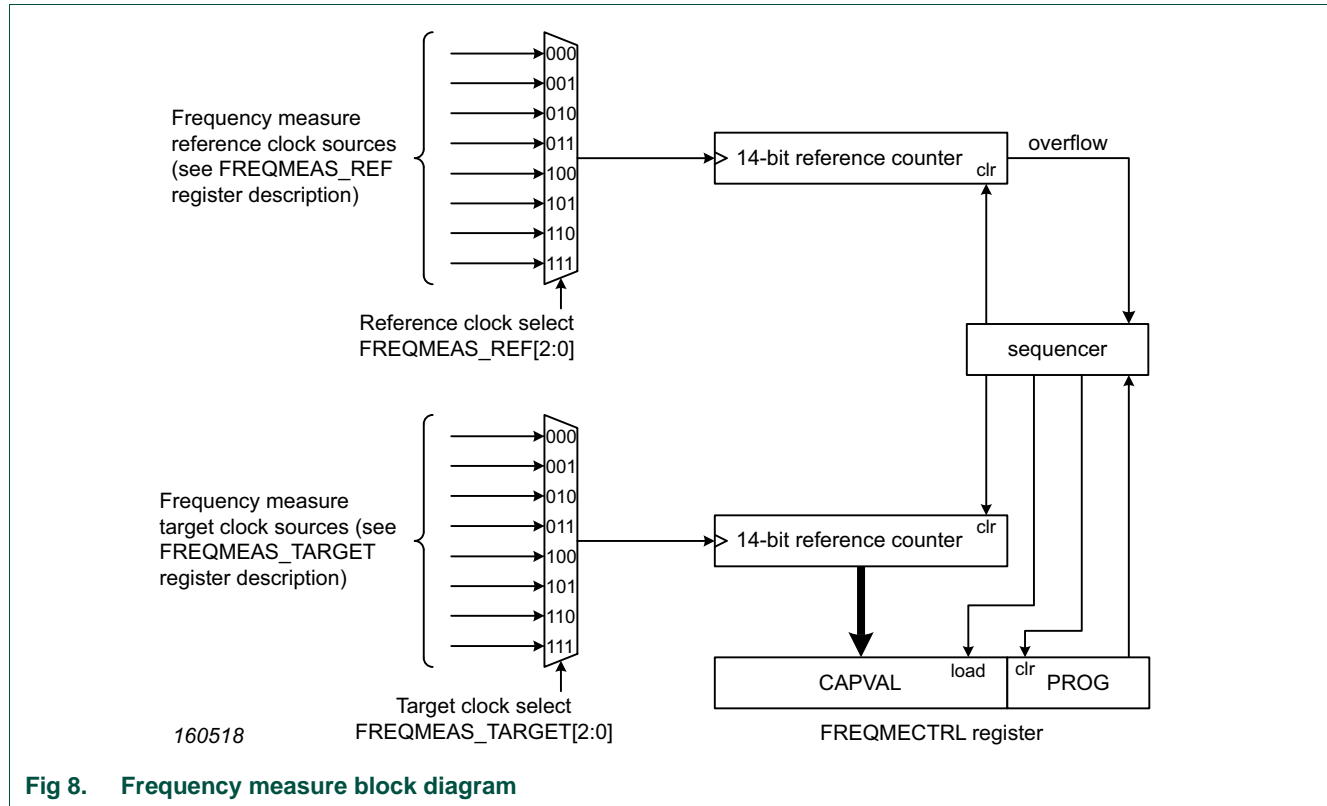 000
001
010
011
100
101
110
111
Frequency measure
reference clock sources
(see FREQMEAS_REF
register description)
14-bit reference counter
clr
overflow
Reference clock select
FREQMEAS_REF[2:0]
sequencer
000
001
010
011
100
101
110
111
Frequency measure
target clock sources (see
FREQMEAS_TARGET
register description)
14-bit reference counter
clr
load
clr
CAPVAL
PROG
Target clock select
FREQMEAS_TARGET[2:0]
FREQMECTRL register
160518
Fig 8. Frequency measure block diagram